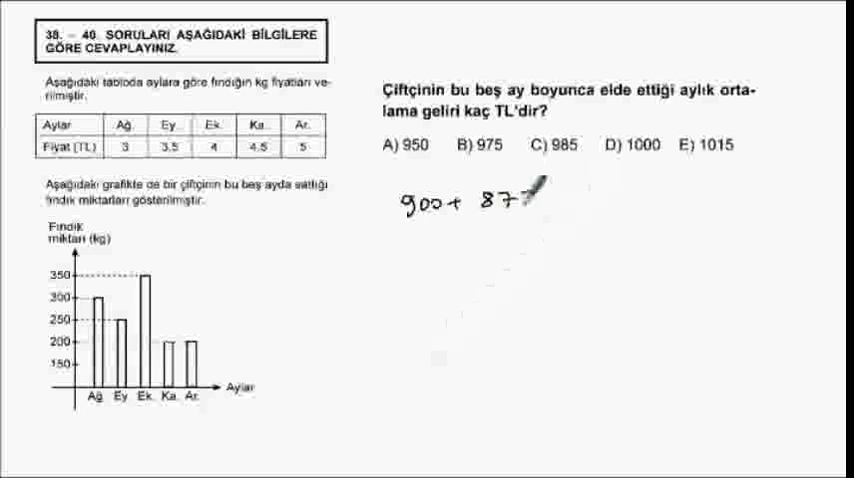 38. – 40. SORULARI AŞAĞIDAKİ BİLGİLERE
GÖRE CEVAPLAYINIZ.
Aşağıdaki tabloda aylara göre fındığın kg fiyatları ve-
rilmiştir.
Aylar Ağ. Ey. Ek. Ka. Ar.
Fiyat (TL) 3 3,5 4 4,5 5
Aşağıdaki grafikte de bir çiftçinin bu beş ayda sattığı
fındık miktarları gösterilmiştir.
Fındık
miktarı (kg)
350
300
250
200
150
Ağ. Ey. Ek. Ka. Ar.
Aylar
Çiftçinin bu beş ay boyunca elde ettiği aylık orta-
lama geliri kaç TL'dir?
A) 950 B) 975 C) 985 D) 1000 E) 1015
900 + 877